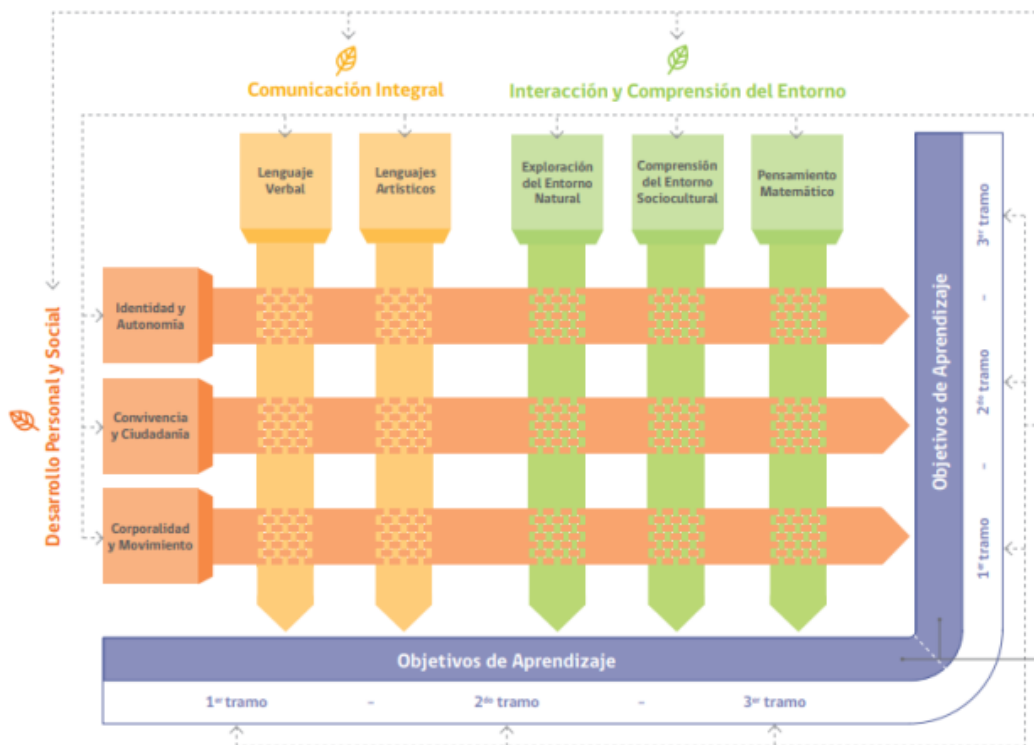 Comunicación Integral
Interacción y Comprensión del Entorno
Lenguaje
Verbal
Lenguajes
Artísticos
Exploración
del Entorno
Natural
Comprensión
del Entorno
Sociocultural
Pensamiento
Matemático
Desarrollo Personal y Social
Identidad y
Autonomía
Convivencia
y Ciudadanía
Corporalidad
y Movimiento
Objetivos de Aprendizaje
3er tramo
-
2do tramo
-
1er tramo
Objetivos de Aprendizaje
1er tramo - 2do tramo - 3er tramo